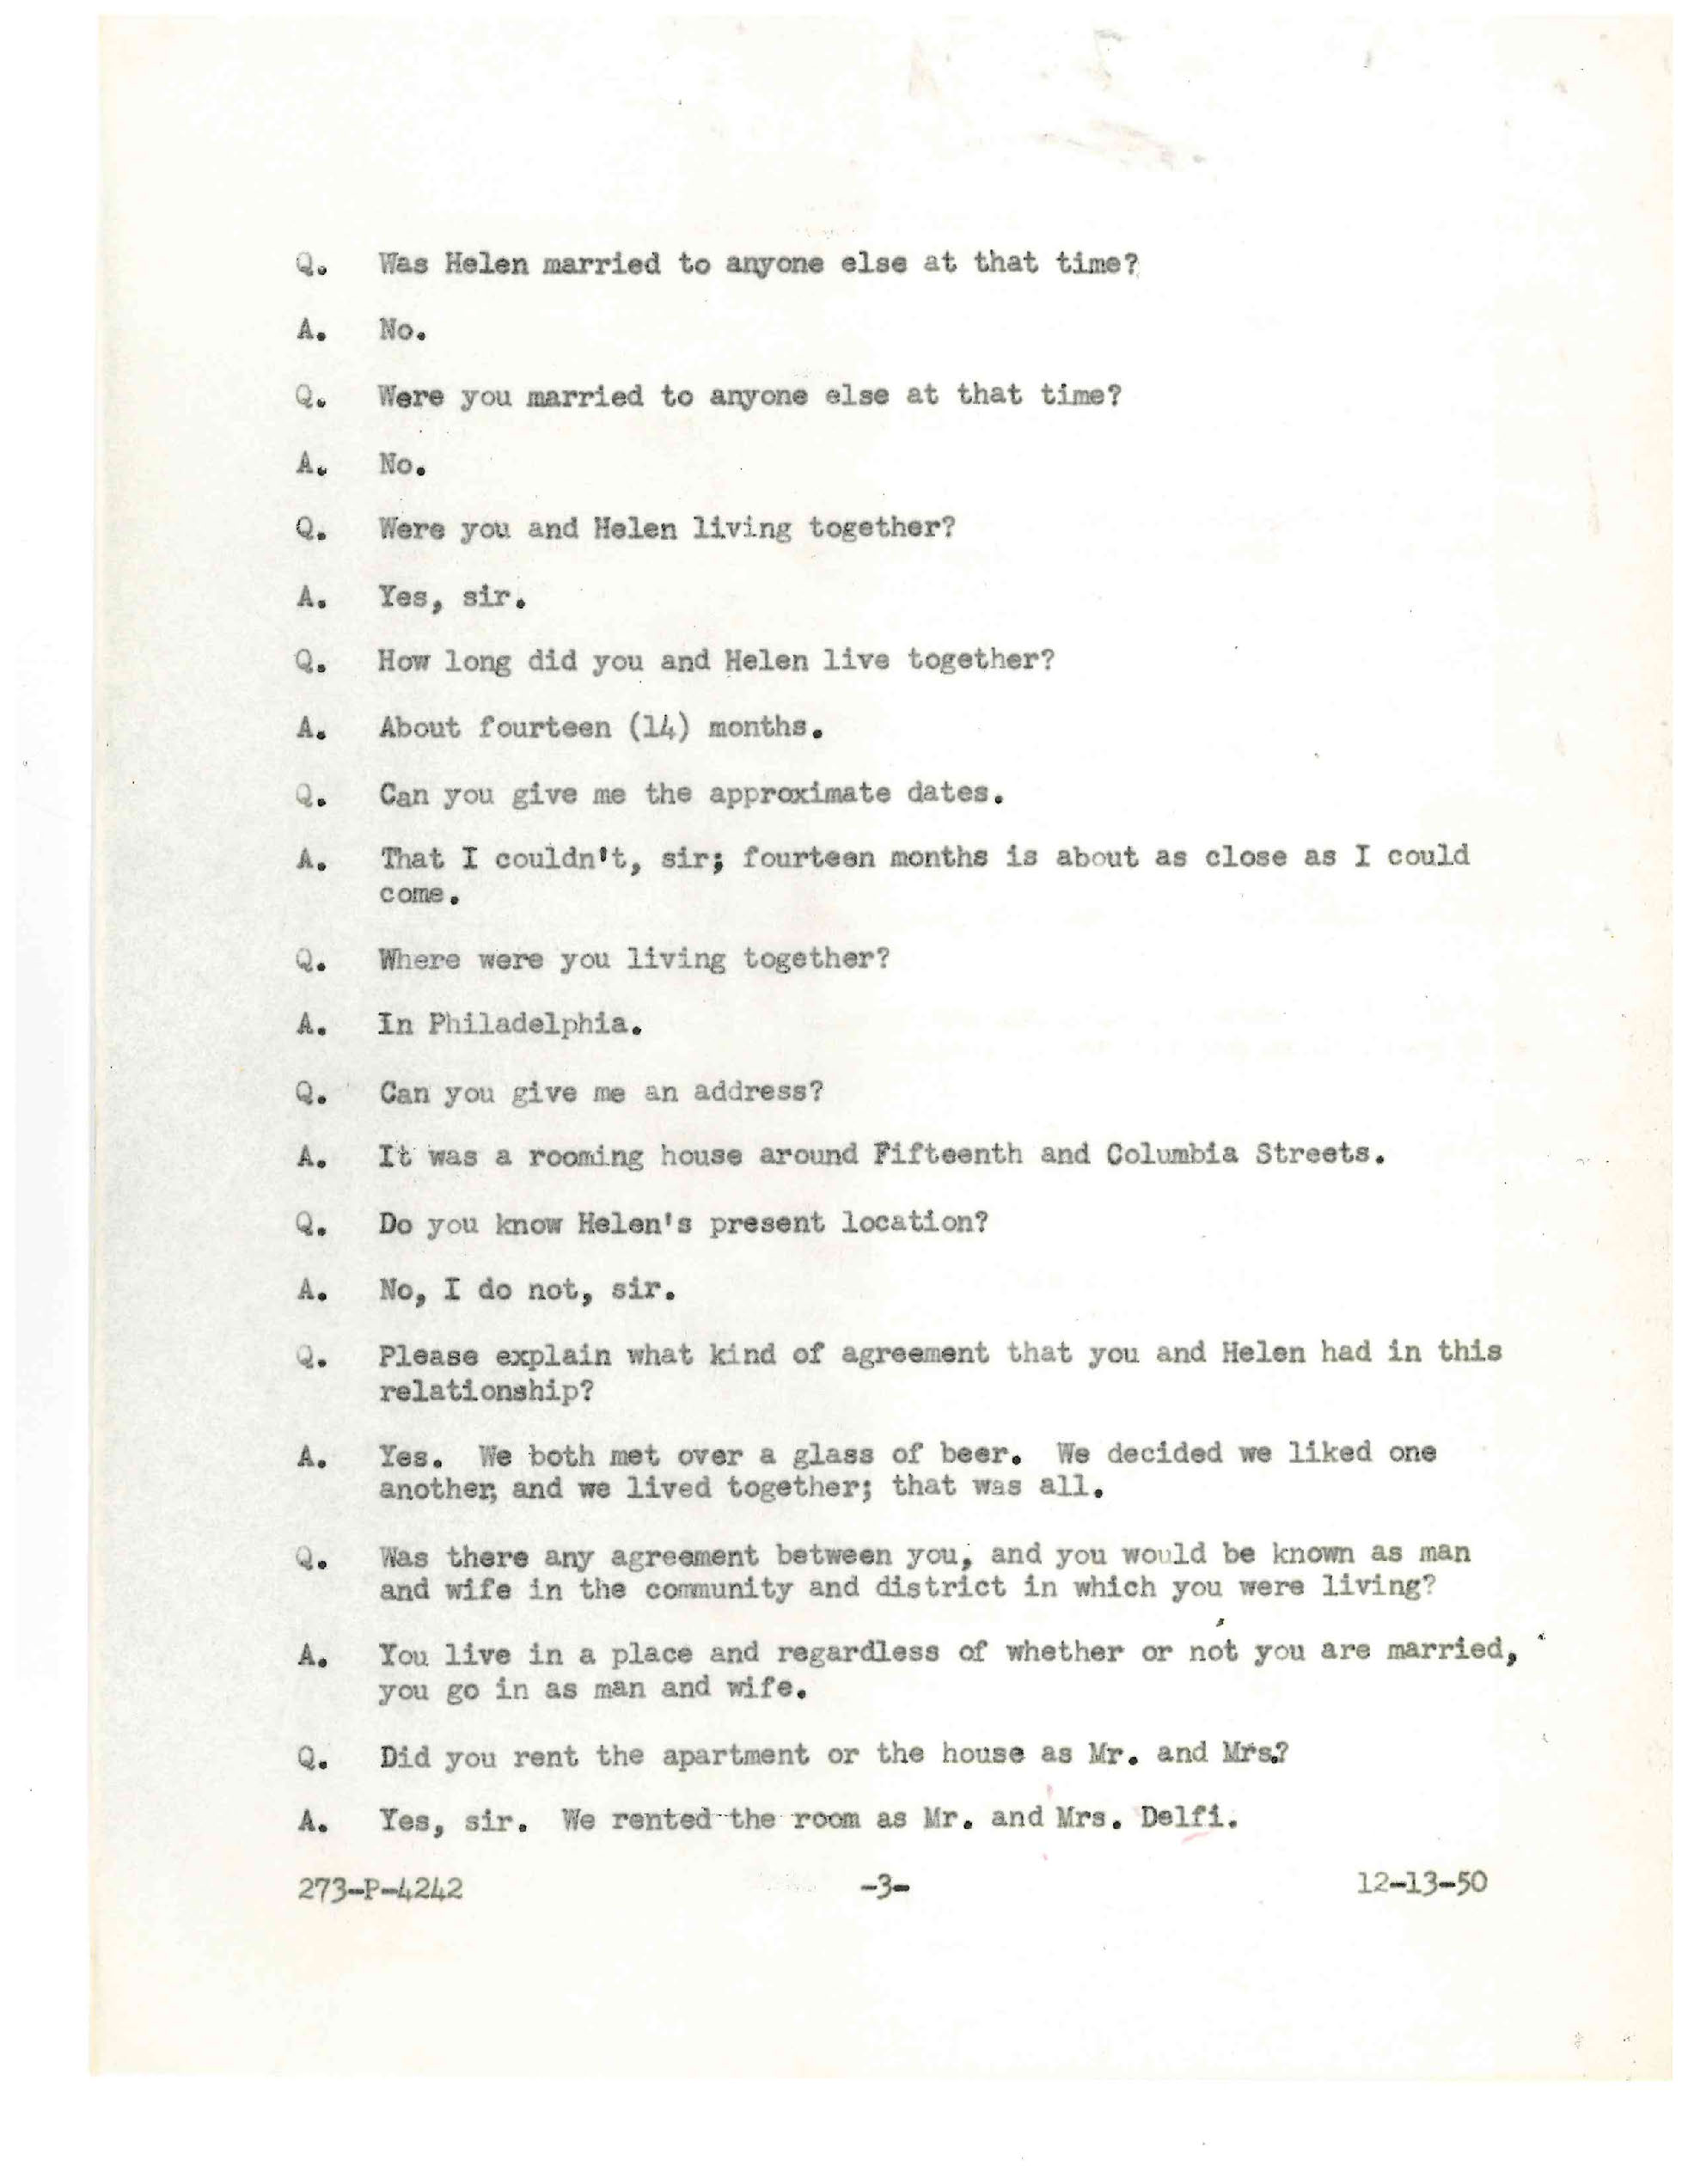 Q. Was Helen married to anyone else at that time?
A. No.
Q. Were you married to anyone else at that time?
A. No.
Q. Were you and Helen living together?
A. Yes, sir.
Q. How long did you and Helen live together?
A. About fourteen (14) months.
Q. Can you give me the approximate dates.
A. That I couldn't, sir; fourteen months is about as close as I could
come.
Q. Where were you living together?
A. In Philadelphia.
Q. Can you give me an address?
A. It was a rooming house around Fifteenth and Columbia Streets.
Q. Do you know Helen's present location?
A. No, I do not, sir.
Q. Please explain what kind of agreement that you and Helen had in this
relationship?
A. Yes. We both met over a glass of beer. We decided we liked one
another, and we lived together; that was all.
Q. Was there any agreement between you, and you would be known as man
and wife in the community and district in which you were living?
A. You live in a place and regardless of whether or not you are married,
you go in as man and wife.
Q. Did you rent the apartment or the house as Mr. and Mrs.?
A. Yes, sir. We rented the room as Mr. and Mrs. Delfi.
273-P-4242 -3- 12-13-50